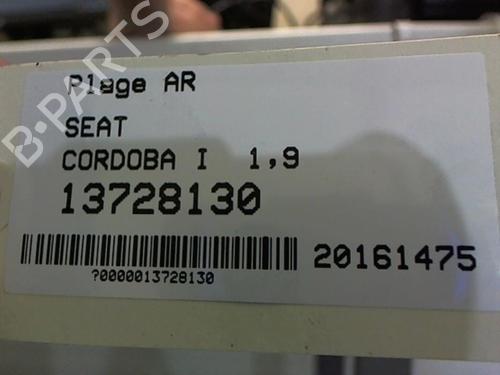 Plage AR
SEAT
CORDOBA I 1,9
13728130
20161475
?0000013728130
B-PARTS